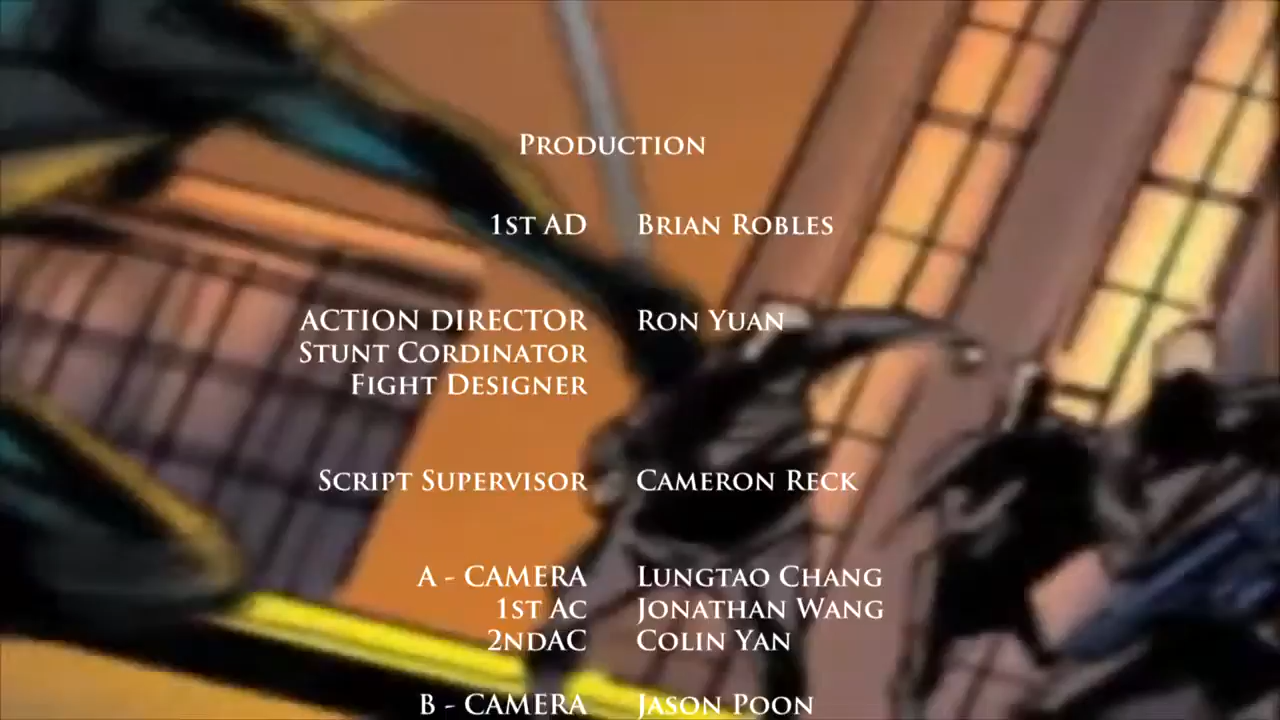 Production
1st AD Brian Robles
ACTION DIRECTOR Ron Yuan
Stunt Cordinator
Fight Designer
Script Supervisor Cameron Reck
A - CAMERA Lungtao Chang
1st Ac Jonathan Wang
2ndAC Colin Yan
B - CAMERA Jason Poon